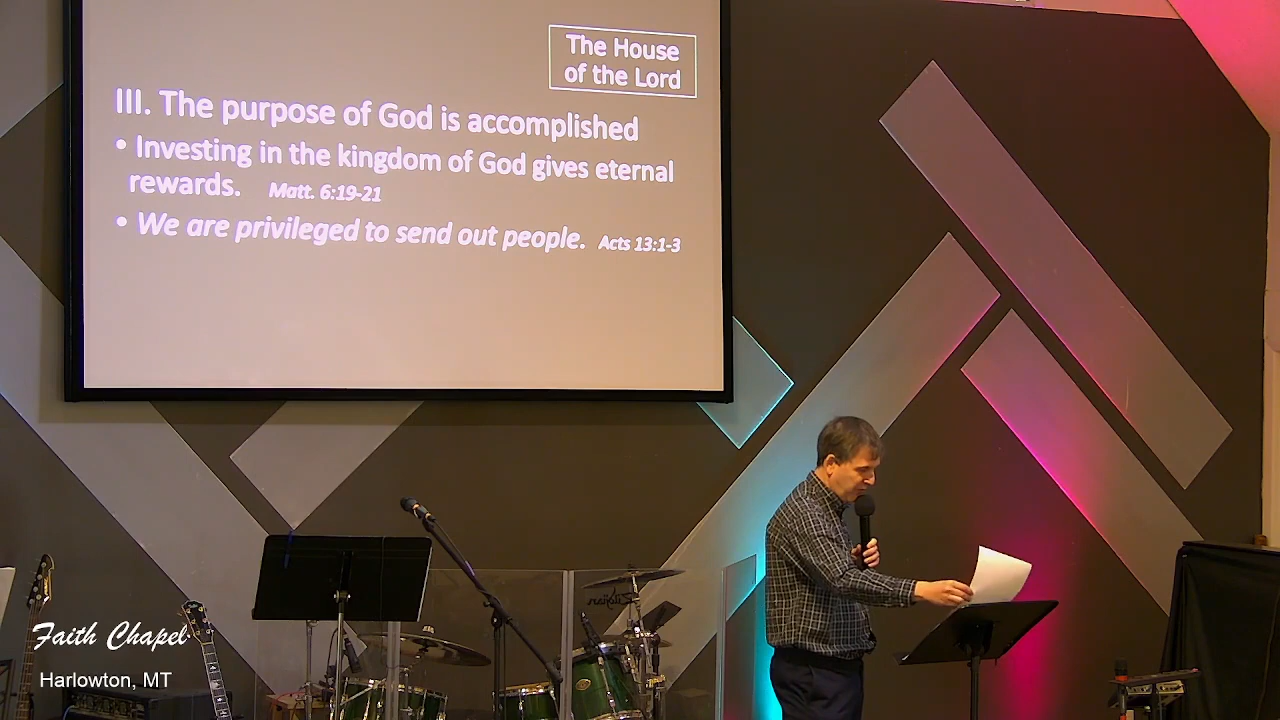 The House
of the Lord
III. The purpose of God is accomplished
• Investing in the kingdom of God gives eternal
rewards. Matt. 6:19-21
• We are privileged to send out people. Acts 13:1-3
Zildjian
Faith Chapel
Harlowton, MT